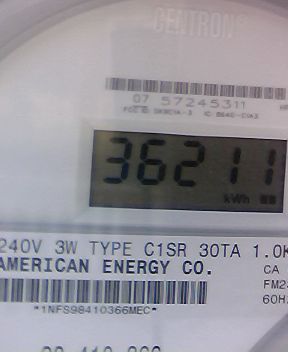 CENTRON®
07 57245311
36211
kWh
240V 3W TYPE C1SR 30TA 1.0K
AMERICAN ENERGY CO.
CA
FM2
60H
*1NFS98410366MEC*